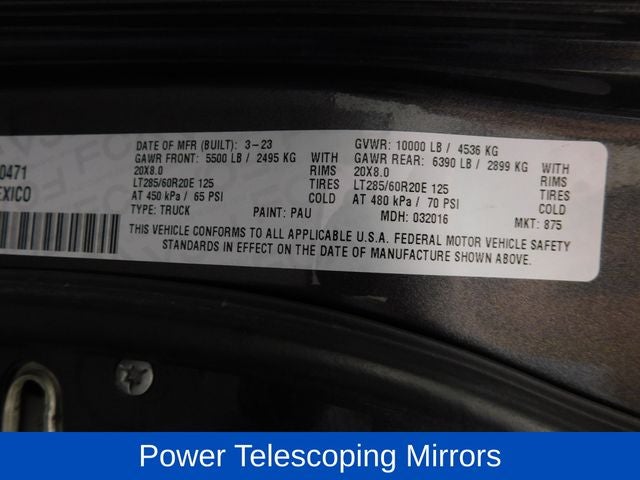 0471
EXICO
DATE OF MFR (BUILT): 3-23
GAWR FRONT: 5500 LB / 2495 KG WITH
20X8.0 RIMS
LT285/60R20E 125 TIRES
AT 450 kPa / 65 PSI COLD
TYPE: TRUCK PAINT: PAU
GVWR: 10000 LB / 4536 KG
GAWR REAR: 6390 LB / 2899 KG WITH
20X8.0 RIMS
LT285/60R20E 125 TIRES
AT 480 kPa / 70 PSI COLD
MDH: 032016 MKT: 875
THIS VEHICLE CONFORMS TO ALL APPLICABLE U.S.A. FEDERAL MOTOR VEHICLE SAFETY
STANDARDS IN EFFECT ON THE DATE OF MANUFACTURE SHOWN ABOVE.
Power Telescoping Mirrors